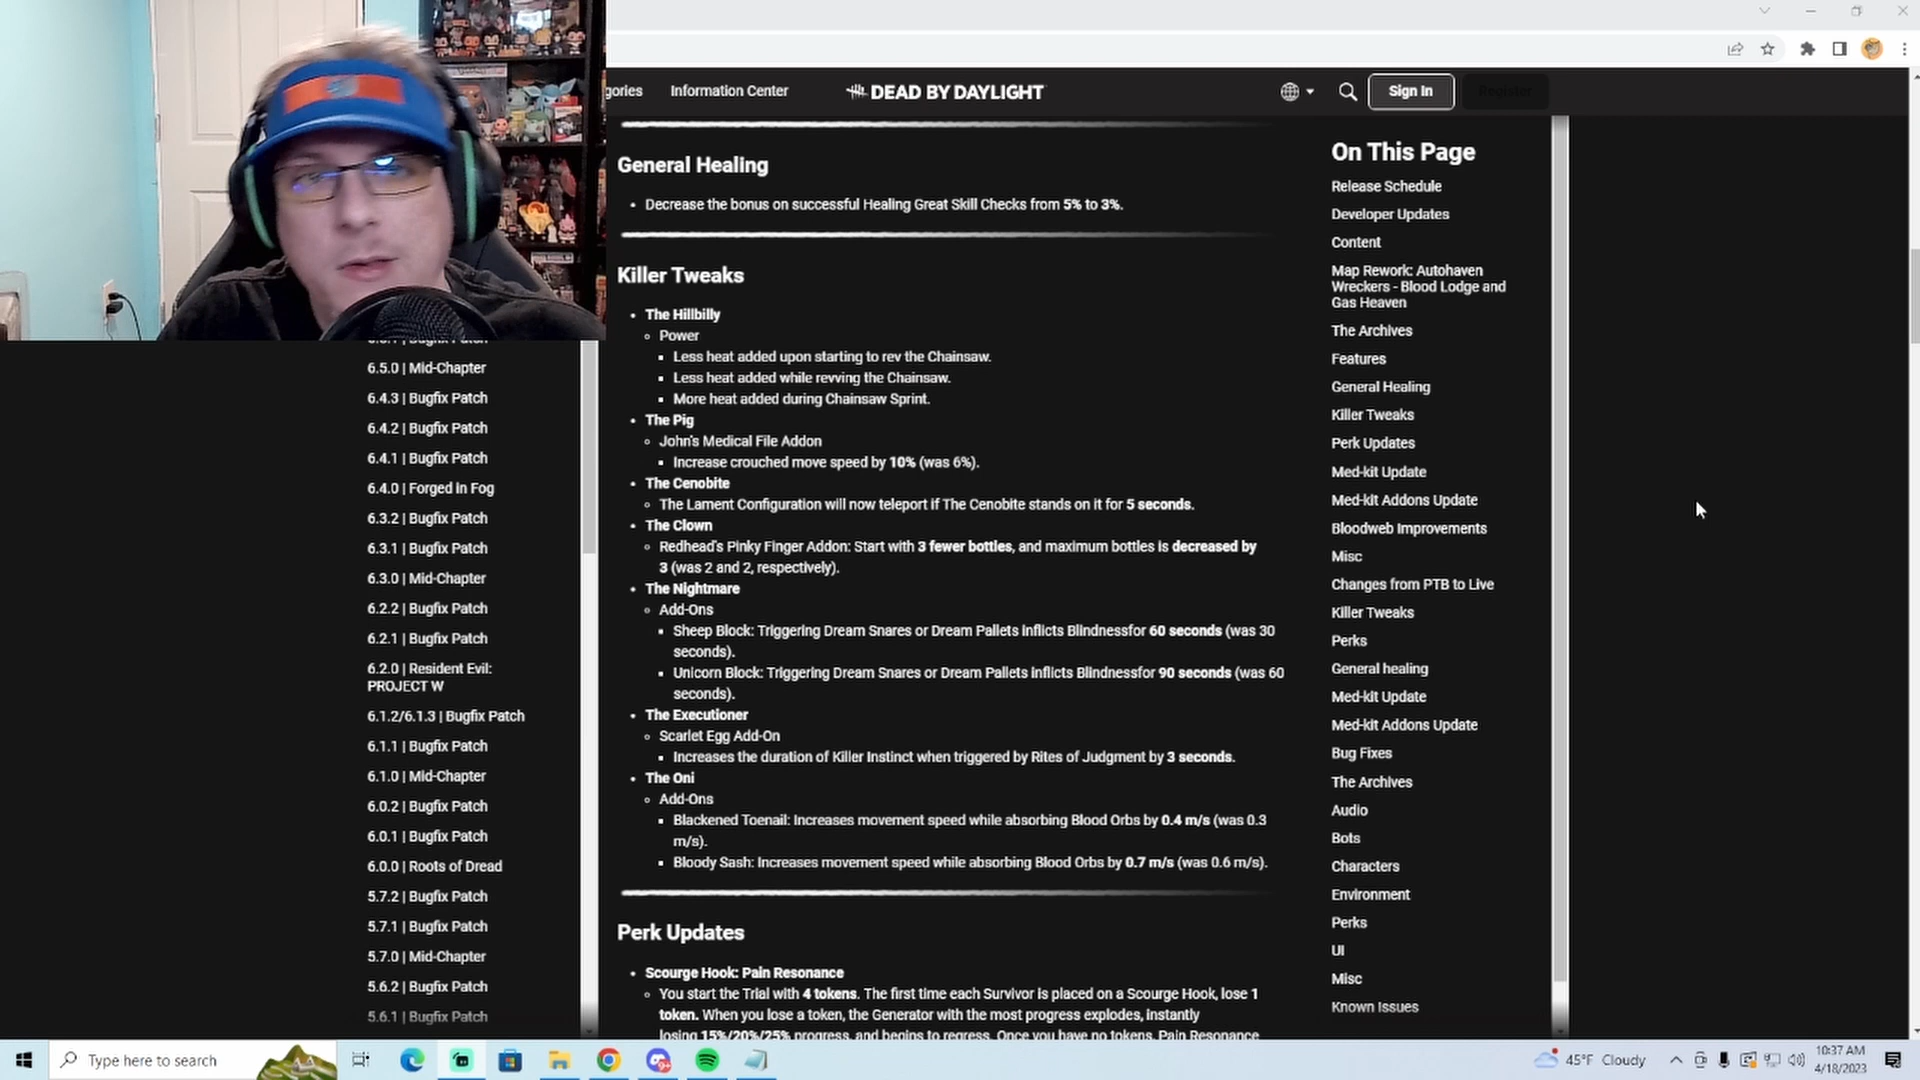 gories
Information Center
DEAD BY DAYLIGHT
Sign In
Register
6.5.0 | Mid-Chapter
6.4.3 | Bugfix Patch
6.4.2 | Bugfix Patch
6.4.1 | Bugfix Patch
6.4.0 | Forged in Fog
6.3.2 | Bugfix Patch
6.3.1 | Bugfix Patch
6.3.0 | Mid-Chapter
6.2.2 | Bugfix Patch
6.2.1 | Bugfix Patch
6.2.0 | Resident Evil:
PROJECT W
6.1.2/6.1.3 | Bugfix Patch
6.1.1 | Bugfix Patch
6.1.0 | Mid-Chapter
6.0.2 | Bugfix Patch
6.0.1 | Bugfix Patch
6.0.0 | Roots of Dread
5.7.2 | Bugfix Patch
5.7.1 | Bugfix Patch
5.7.0 | Mid-Chapter
5.6.2 | Bugfix Patch
5.6.1 | Bugfix Patch
General Healing
Decrease the bonus on successful Healing Great Skill Checks from 5% to 3%.
Killer Tweaks
The Hillbilly
Power
Less heat added upon starting to rev the Chainsaw.
Less heat added while revving the Chainsaw.
More heat added during Chainsaw Sprint.
The Pig
John's Medical File Addon
Increase crouched move speed by 10% (was 6%).
The Cenobite
The Lament Configuration will now teleport if The Cenobite stands on it for 5 seconds.
The Clown
Redhead's Pinky Finger Addon: Start with 3 fewer bottles, and maximum bottles is decreased by
3 (was 2 and 2, respectively).
The Nightmare
Add-Ons
Sheep Block: Triggering Dream Snares or Dream Pallets inflicts Blindnessfor 60 seconds (was 30
seconds).
Unicorn Block: Triggering Dream Snares or Dream Pallets inflicts Blindnessfor 90 seconds (was 60
seconds).
The Executioner
Scarlet Egg Add-On
Increases the duration of Killer Instinct when triggered by Rites of Judgment by 3 seconds.
The Oni
Add-Ons
Blackened Toenail: Increases movement speed while absorbing Blood Orbs by 0.4 m/s (was 0.3
m/s).
Bloody Sash: Increases movement speed while absorbing Blood Orbs by 0.7 m/s (was 0.6 m/s).
Perk Updates
Scourge Hook: Pain Resonance
You start the Trial with 4 tokens. The first time each Survivor is placed on a Scourge Hook, lose 1
token. When you lose a token, the Generator with the most progress explodes, instantly
losing 15%/20%/25% progress, and begins to regress. Once you have no tokens, Pain Resonance
On This Page
Release Schedule
Developer Updates
Content
Map Rework: Autohaven
Wreckers - Blood Lodge and
Gas Heaven
The Archives
Features
General Healing
Killer Tweaks
Perk Updates
Med-kit Update
Med-kit Addons Update
Bloodweb Improvements
Misc
Changes from PTB to Live
Killer Tweaks
Perks
General healing
Med-kit Update
Med-kit Addons Update
Bug Fixes
The Archives
Audio
Bots
Characters
Environment
Perks
UI
Misc
Known Issues
Type here to search
45°F Cloudy
10:37 AM
4/18/2023